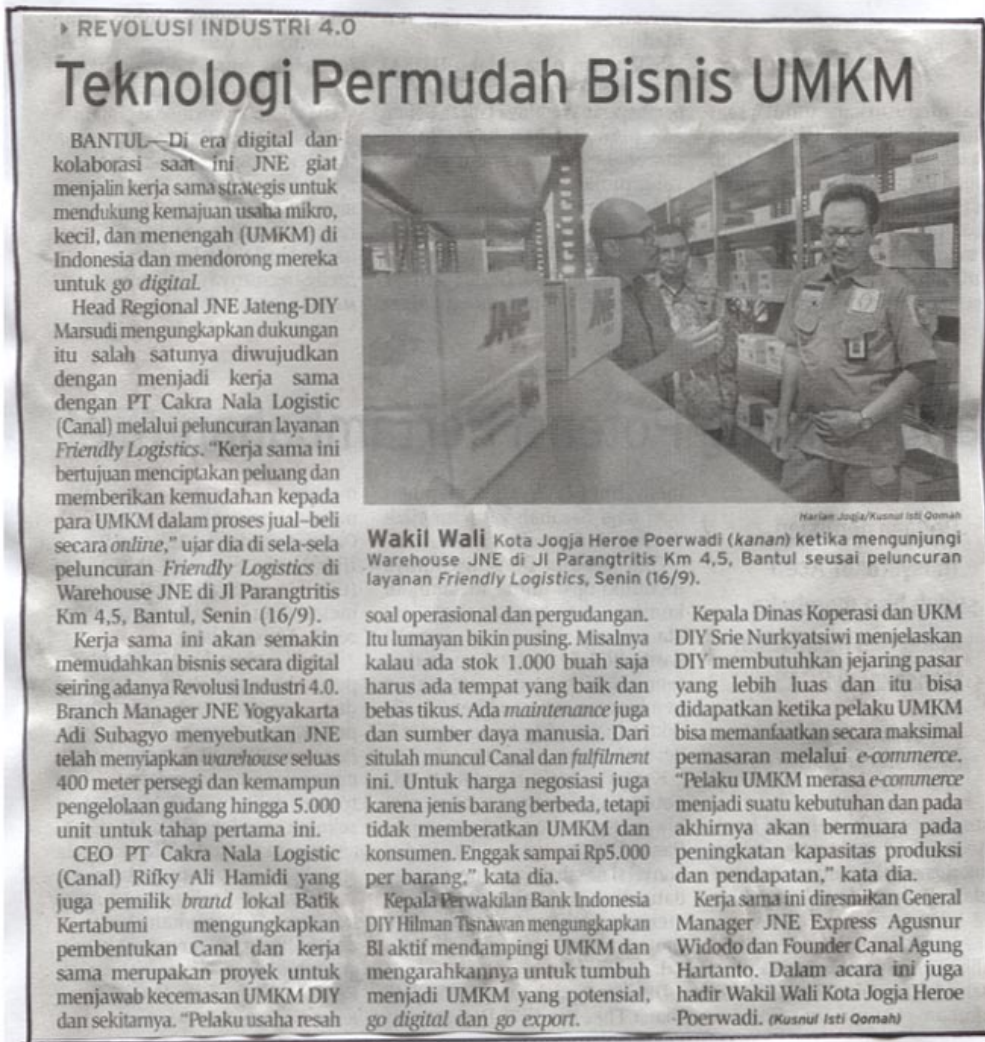 REVOLUSI INDUSTRI 4.0
Teknologi Permudah Bisnis UMKM
BANTUL—Di era digital dan
kolaborasi saat ini JNE giat
menjalin kerja sama strategis untuk
mendukung kemajuan usaha mikro,
kecil, dan menengah (UMKM) di
Indonesia dan mendorong mereka
untuk go digital.
Head Regional JNE Jateng-DIY
Marsudi mengungkapkan dukungan
itu salah satunya diwujudkan
dengan menjadi kerja sama
dengan PT Cakra Nala Logistic
(Canal) melalui peluncuran layanan
Friendly Logistics. “Kerja sama ini
bertujuan menciptakan peluang dan
memberikan kemudahan kepada
para UMKM dalam proses jual-beli
secara online,” ujar dia di sela-sela
peluncuran Friendly Logistics di
Warehouse JNE di Jl Parangtritis
Km 4,5, Bantul, Senin (16/9).
Kerja sama ini akan semakin
memudahkan bisnis secara digital
seiring adanya Revolusi Industri 4.0.
Branch Manager JNE Yogyakarta
Adi Subagyo menyebutkan JNE
telah menyiapkan warehouse seluas
400 meter persegi dan kemampun
pengelolaan gudang hingga 5.000
unit untuk tahap pertama ini.
CEO PT Cakra Nala Logistic
(Canal) Rifky Ali Hamidi yang
juga pemilik brand lokal Batik
Kertabumi mengungkapkan
pembentukan Canal dan kerja
sama merupakan proyek untuk
menjawab kecemasan UMKM DIY
dan sekitarnya. “Pelaku usaha resah
JNE
JNE
Harian Jogja/Kusnul Isti Qomah
Wakil Wali Kota Jogja Heroe Poerwadi (kanan) ketika mengunjungi
Warehouse JNE di Jl Parangtritis Km 4,5, Bantul seusai peluncuran
layanan Friendly Logistics, Senin (16/9).
soal operasional dan pergudangan.
Itu lumayan bikin pusing. Misalnya
kalau ada stok 1.000 buah saja
harus ada tempat yang baik dan
bebas tikus. Ada maintenance juga
dan sumber daya manusia. Dari
situlah muncul Canal dan fulfilment
ini. Untuk harga negosiasi juga
karena jenis barang berbeda, tetapi
tidak memberatkan UMKM dan
konsumen. Enggak sampai Rp5.000
per barang,” kata dia.
Kepala Perwakilan Bank Indonesia
DIY Hilman Tisnawan mengungkapkan
BI aktif mendampingi UMKM dan
mengarahkannya untuk tumbuh
menjadi UMKM yang potensial,
go digital dan go export.
Kepala Dinas Koperasi dan UKM
DIY Srie Nurkyatsiwi menjelaskan
DIY membutuhkan jejaring pasar
yang lebih luas dan itu bisa
didapatkan ketika pelaku UMKM
bisa memanfaatkan secara maksimal
pemasaran melalui e-commerce.
“Pelaku UMKM merasa e-commerce
menjadi suatu kebutuhan dan pada
akhirnya akan bermuara pada
peningkatan kapasitas produksi
dan pendapatan,” kata dia.
Kerja sama ini diresmikan General
Manager JNE Express Agusnur
Widodo dan Founder Canal Agung
Hartanto. Dalam acara ini juga
hadir Wakil Wali Kota Jogja Heroe
Poerwadi. (Kusnul Isti Qomah)